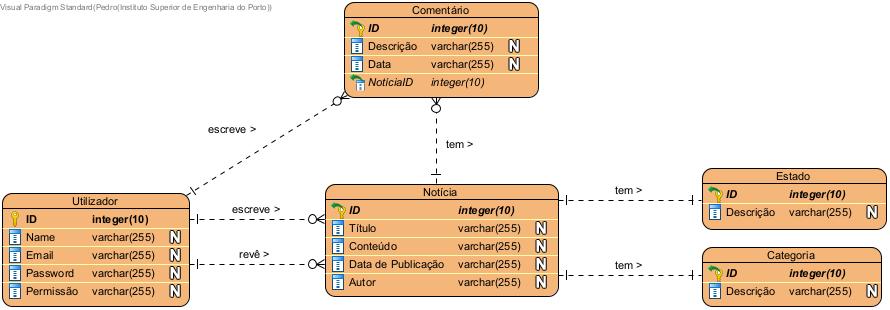 Visual Paradigm Standard(Pedro(Instituto Superior de Engenharia do Porto))
Comentário
ID integer(10)
Descrição varchar(255) N
Data varchar(255) N
NotíciaID integer(10)
escreve >
tem >
Utilizador
ID integer(10)
Name varchar(255) N
Email varchar(255) N
Password varchar(255) N
Permissão varchar(255) N
escreve >
revê >
Notícia
ID integer(10)
Título varchar(255) N
Conteúdo varchar(255) N
Data de Publicação varchar(255) N
Autor varchar(255) N
tem >
tem >
Estado
ID integer(10)
Descrição varchar(255) N
Categoria
ID integer(10)
Descrição varchar(255) N